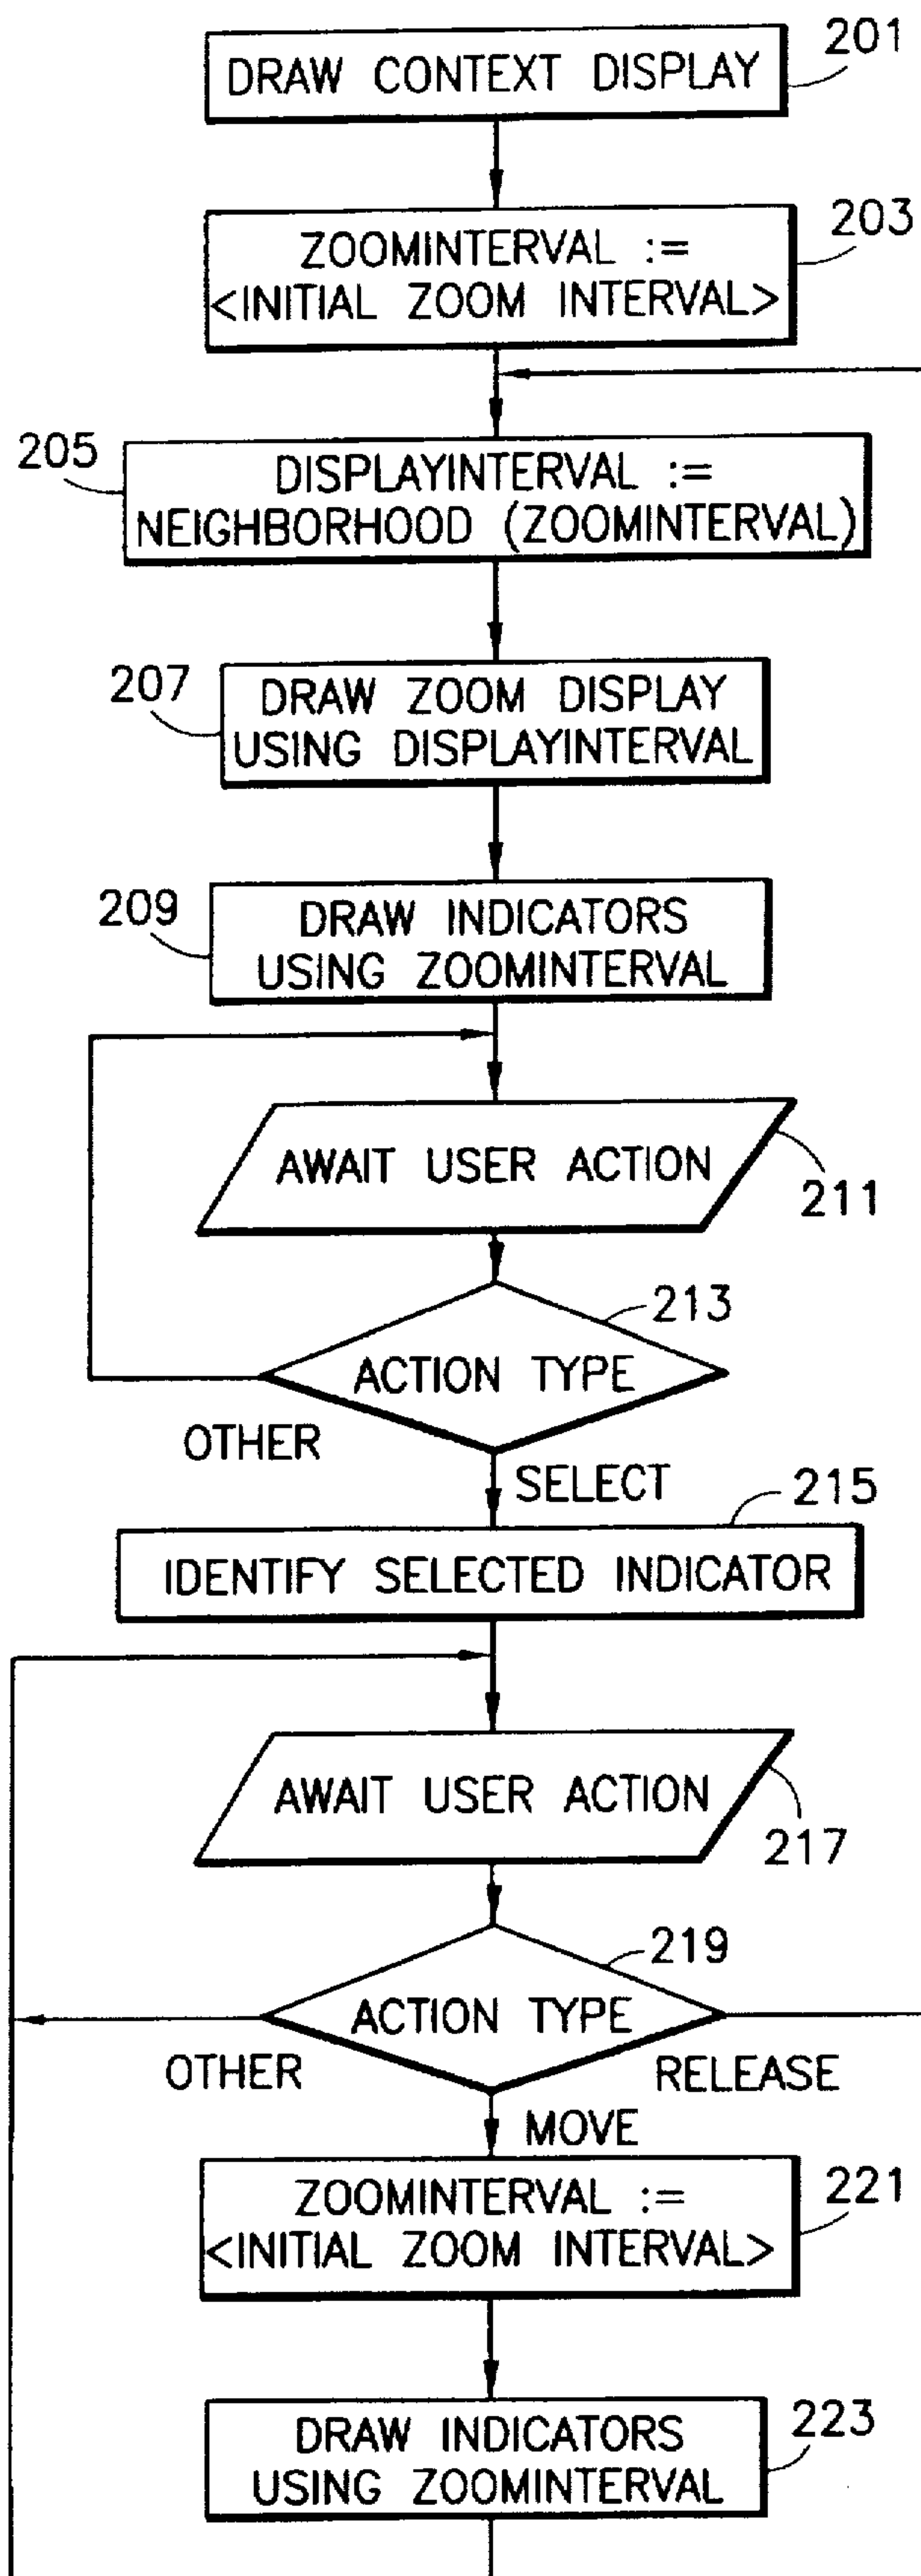 201
DRAW CONTEXT DISPLAY
203
ZOOMINTERVAL :=
<INITIAL ZOOM INTERVAL>
205
DISPLAYINTERVAL :=
NEIGHBORHOOD (ZOOMINTERVAL)
207
DRAW ZOOM DISPLAY
USING DISPLAYINTERVAL
209
DRAW INDICATORS
USING ZOOMINTERVAL
AWAIT USER ACTION
211
213
ACTION TYPE
OTHER
SELECT
215
IDENTIFY SELECTED INDICATOR
AWAIT USER ACTION
217
219
ACTION TYPE
OTHER
RELEASE
MOVE
ZOOMINTERVAL :=
<INITIAL ZOOM INTERVAL>
221
DRAW INDICATORS
USING ZOOMINTERVAL
223